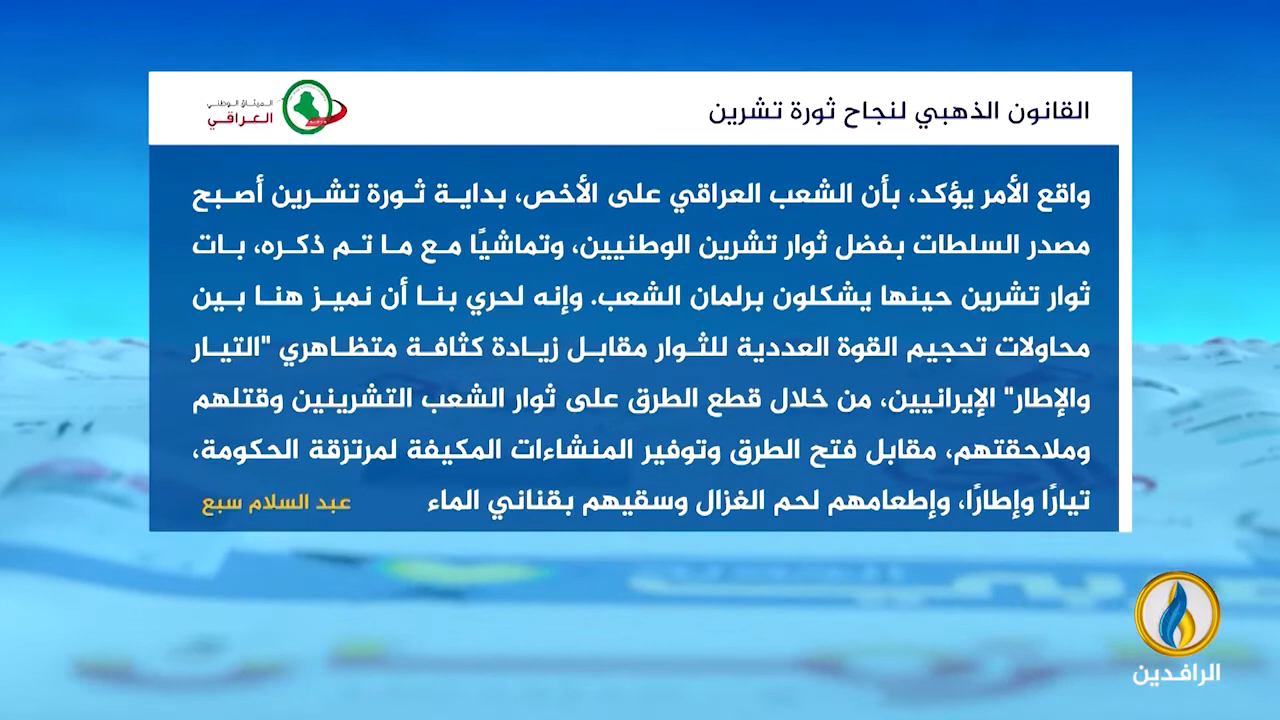 القانون الذهبي لنجاح ثورة تشرين
الميثاق الوطني
العراقي
واقع الأمر يؤكد، بأن الشعب العراقي على الأخص، بداية ثورة تشرين أصبح
مصدر السلطات بفضل ثوار تشرين الوطنيين، وتماشيًا مع ما تم ذكره، بات
ثوار تشرين حينها يشكلون برلمان الشعب. وإنه لحري بنا أن نميز هنا بين
محاولات تحجيم القوة العددية للثوار مقابل زيادة كثافة متظاهري "التيار
والإطار" الإيرانيين، من خلال قطع الطرق على ثوار الشعب التشرينين وقتلهم
وملاحقتهم، مقابل فتح الطرق وتوفير المنشاءات المكيفة لمرتزقة الحكومة،
تيارًا وإطارًا، وإطعامهم لحم الغزال وسقيهم بقناني الماء
عبد السلام سبع
الرافدين